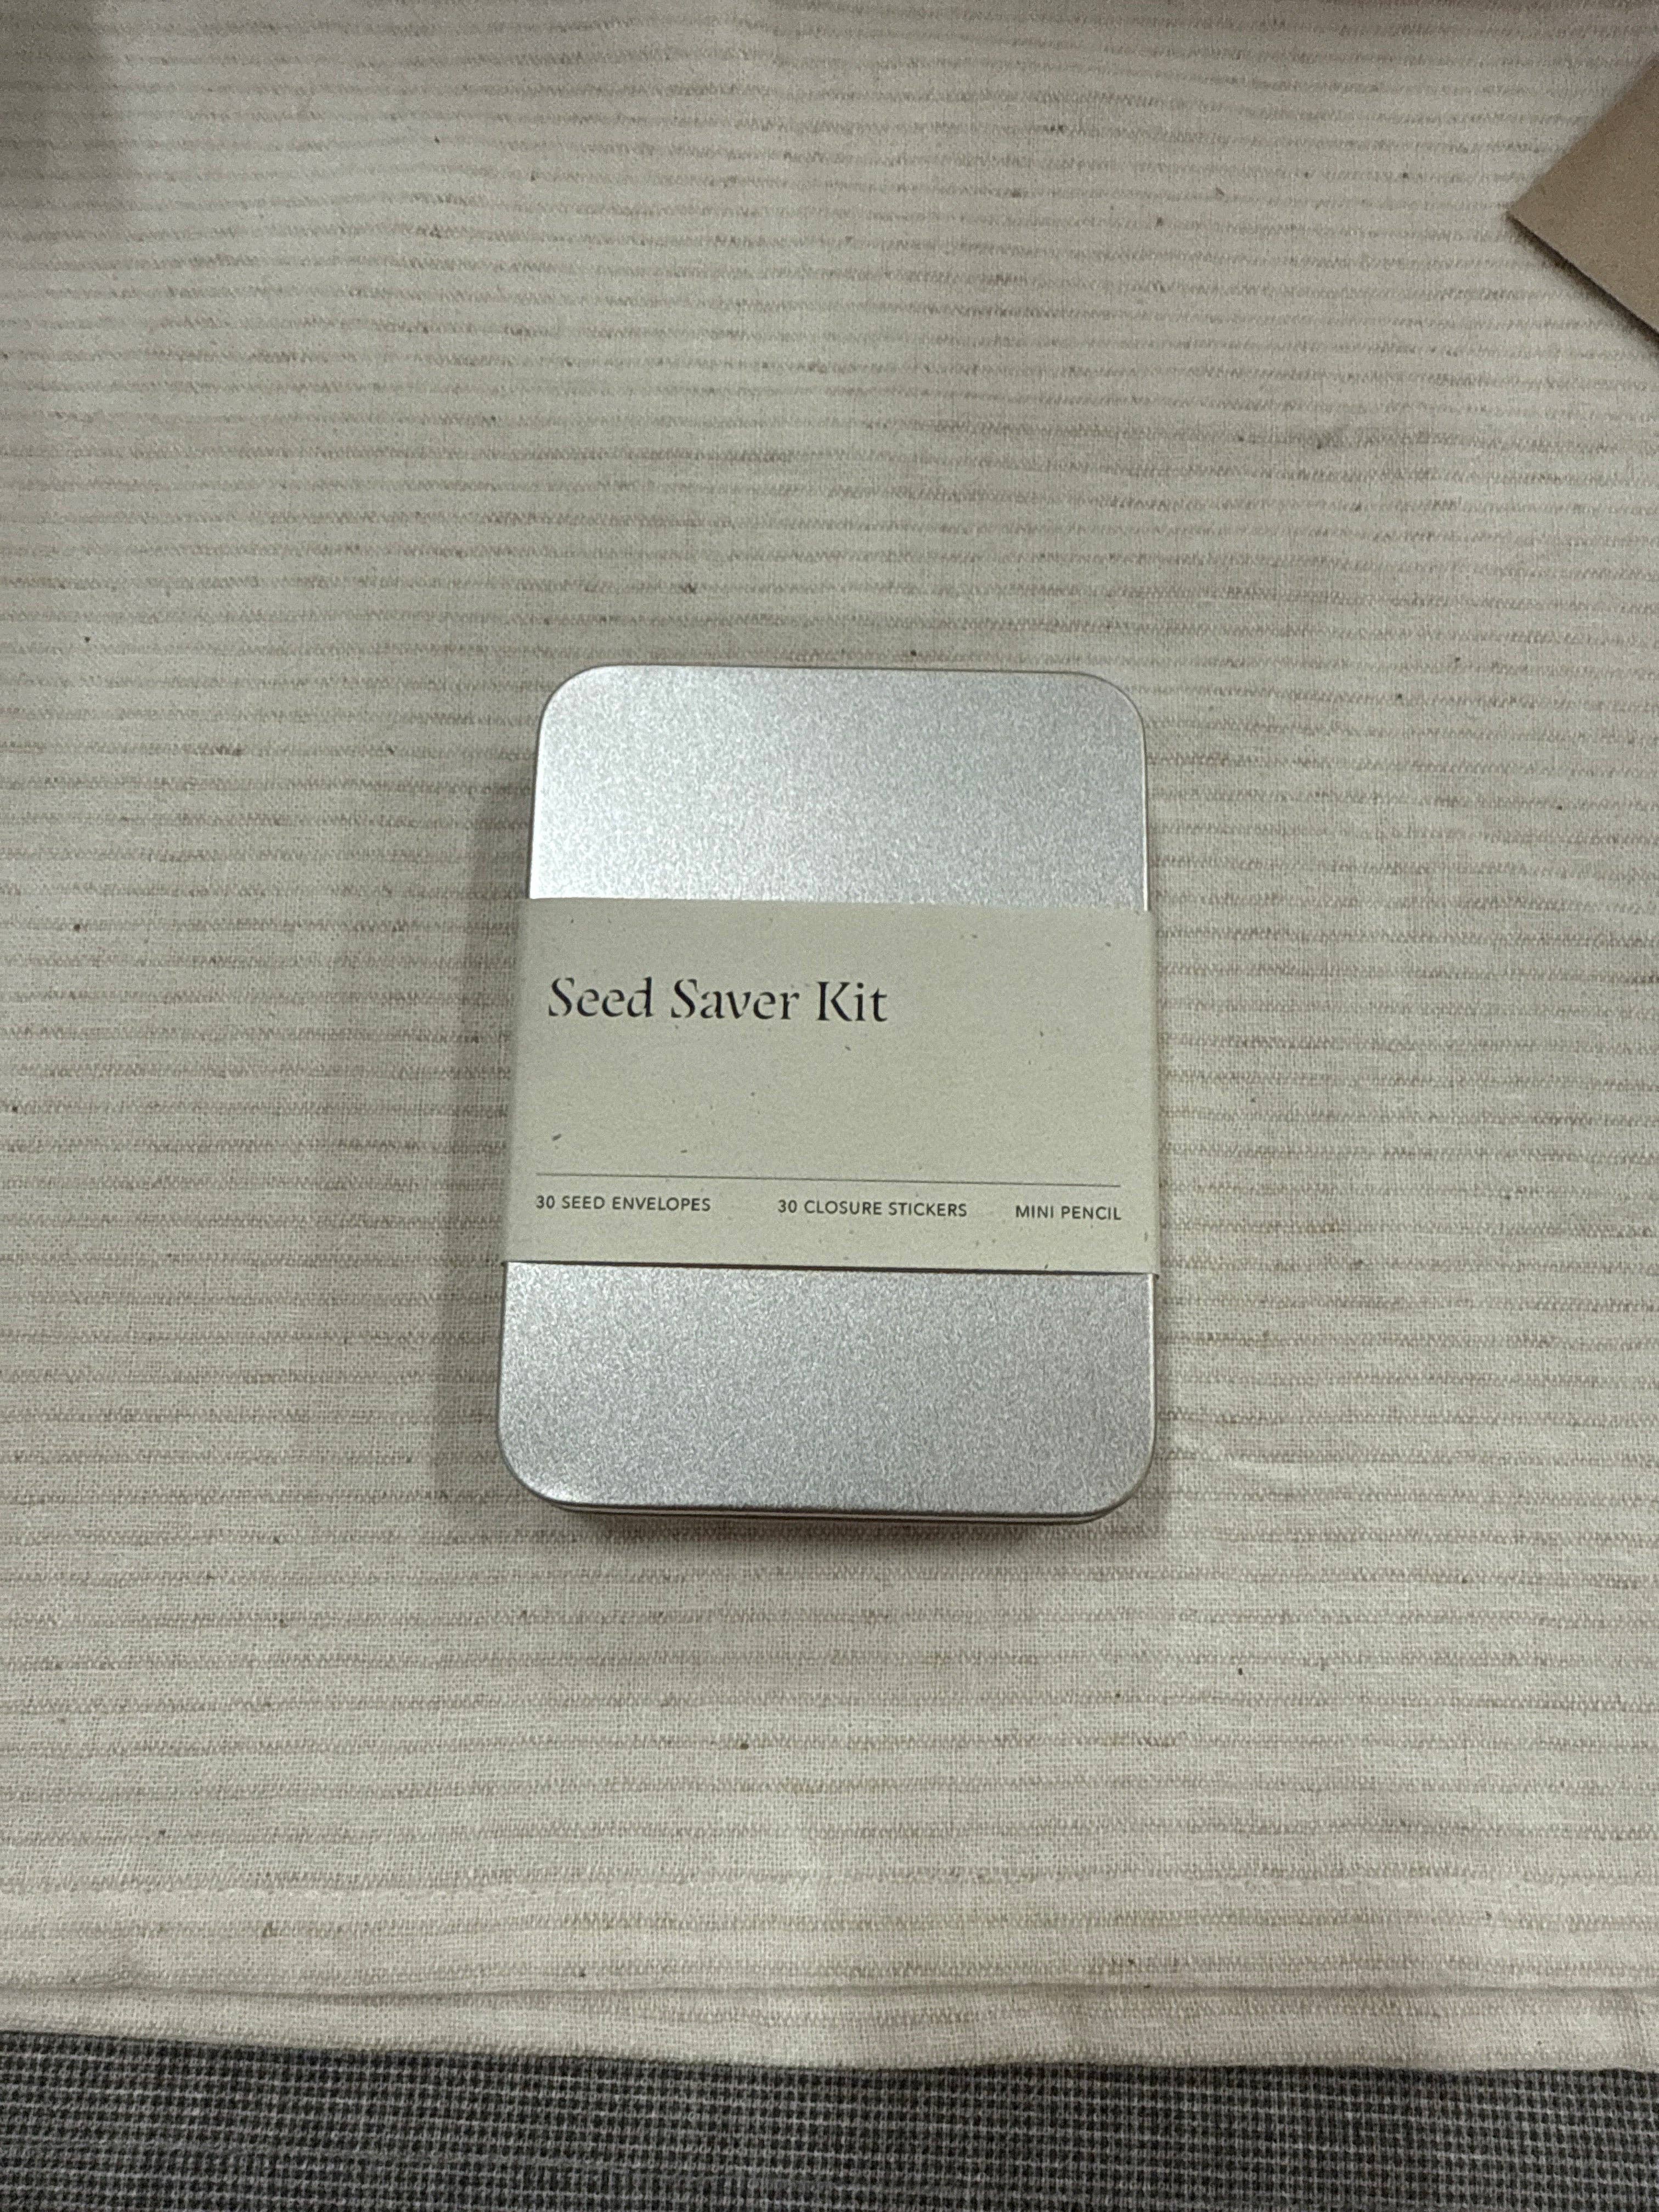 Seed Saver Kit
30 SEED ENVELOPES 30 CLOSURE STICKERS MINI PENCIL